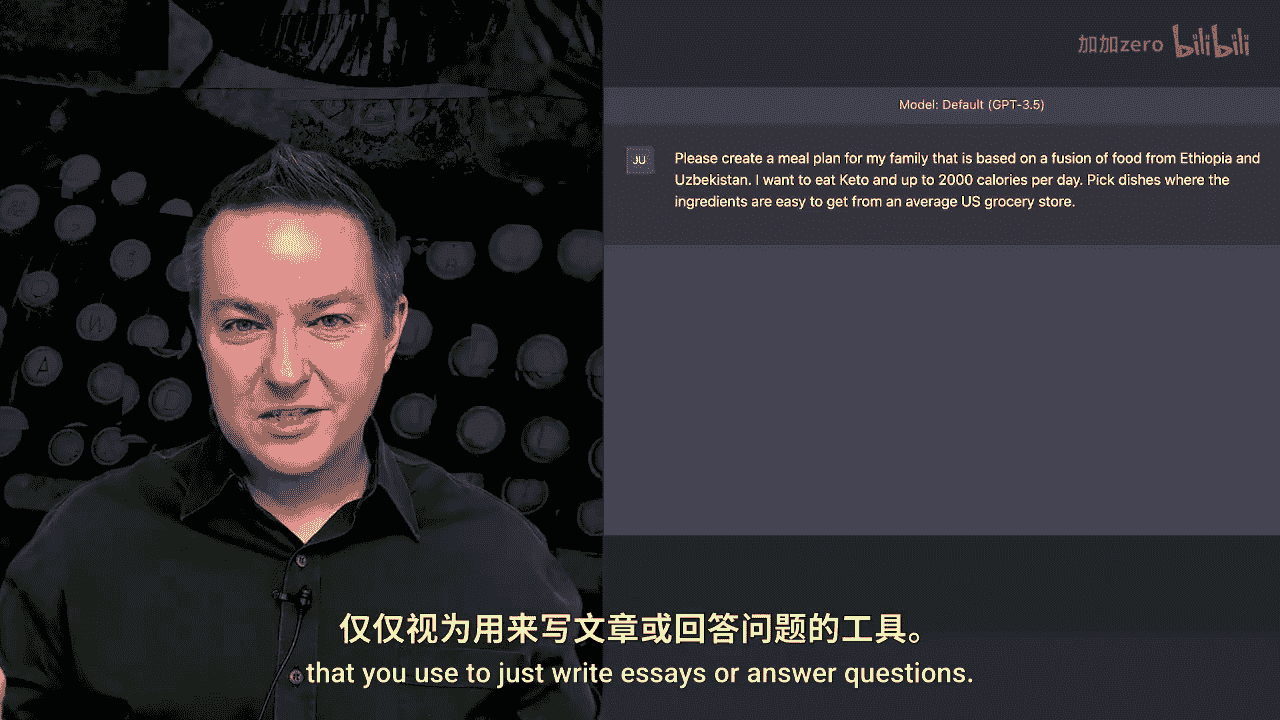 加加zero bilibili
Model: Default (GPT-3.5)
JU
Please create a meal plan for my family that is based on a fusion of food from Ethiopia and
Uzbekistan. I want to eat Keto and up to 2000 calories per day. Pick dishes where the
ingredients are easy to get from an average US grocery store.
仅仅视为用来写文章或回答问题的工具。
that you use to just write essays or answer questions.